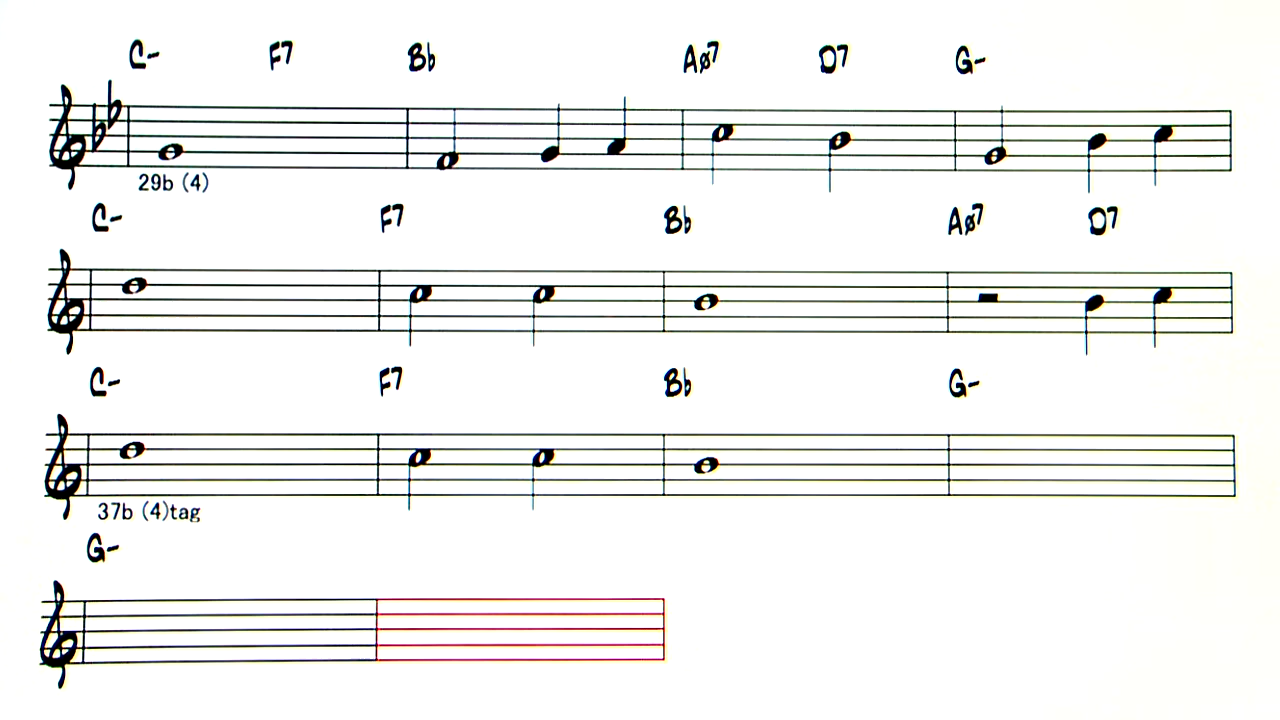 C- F7 Bb Aø7 D7 G-
29b (4)
C- F7 Bb Aø7 D7
C- F7 Bb G-
37b (4)tag
G-